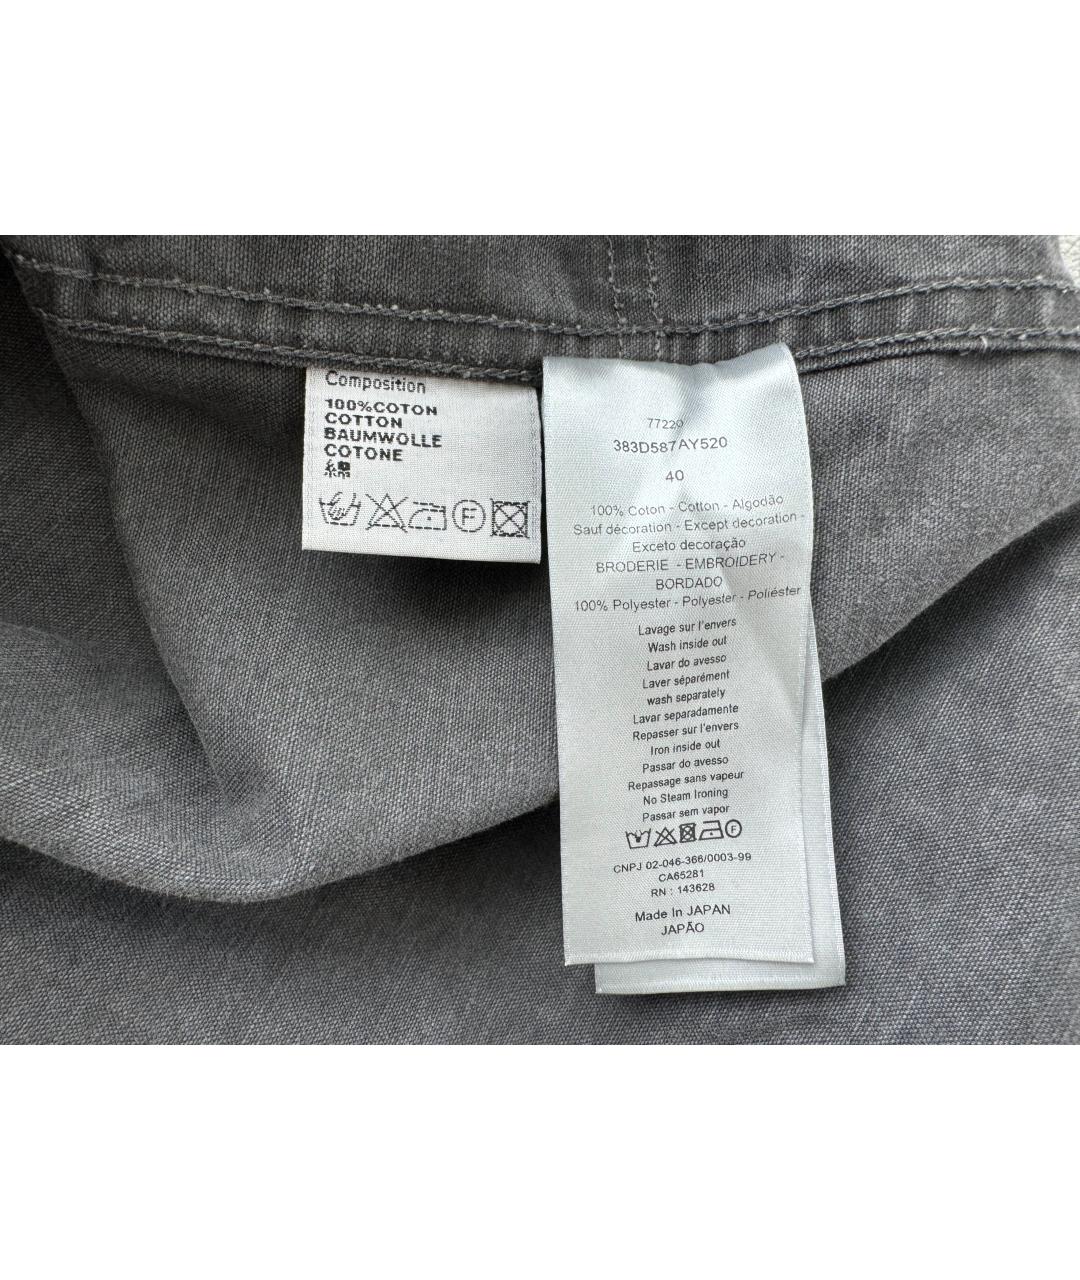 Composition
100%COTON
COTTON
BAUMWOLLE
COTONE
綿
F
77220
383D587AY520
40
100% Coton - Cotton - Algodão
Sauf décoration - Except decoration -
Exceto decoração
BRODERIE - EMBROIDERY -
BORDADO
100% Polyester - Polyester - Poliéster
Lavage sur l'envers
Wash inside out
Lavar do avesso
Laver séparément
wash separately
Lavar separadamente
Repasser sur l'envers
Iron inside out
Passar do avesso
Repassage sans vapeur
No Steam Ironing
Passar sem vapor
F
CNPJ 02-046-366/0003-99
CA65281
RN : 143628
Made In JAPAN
JAPÃO